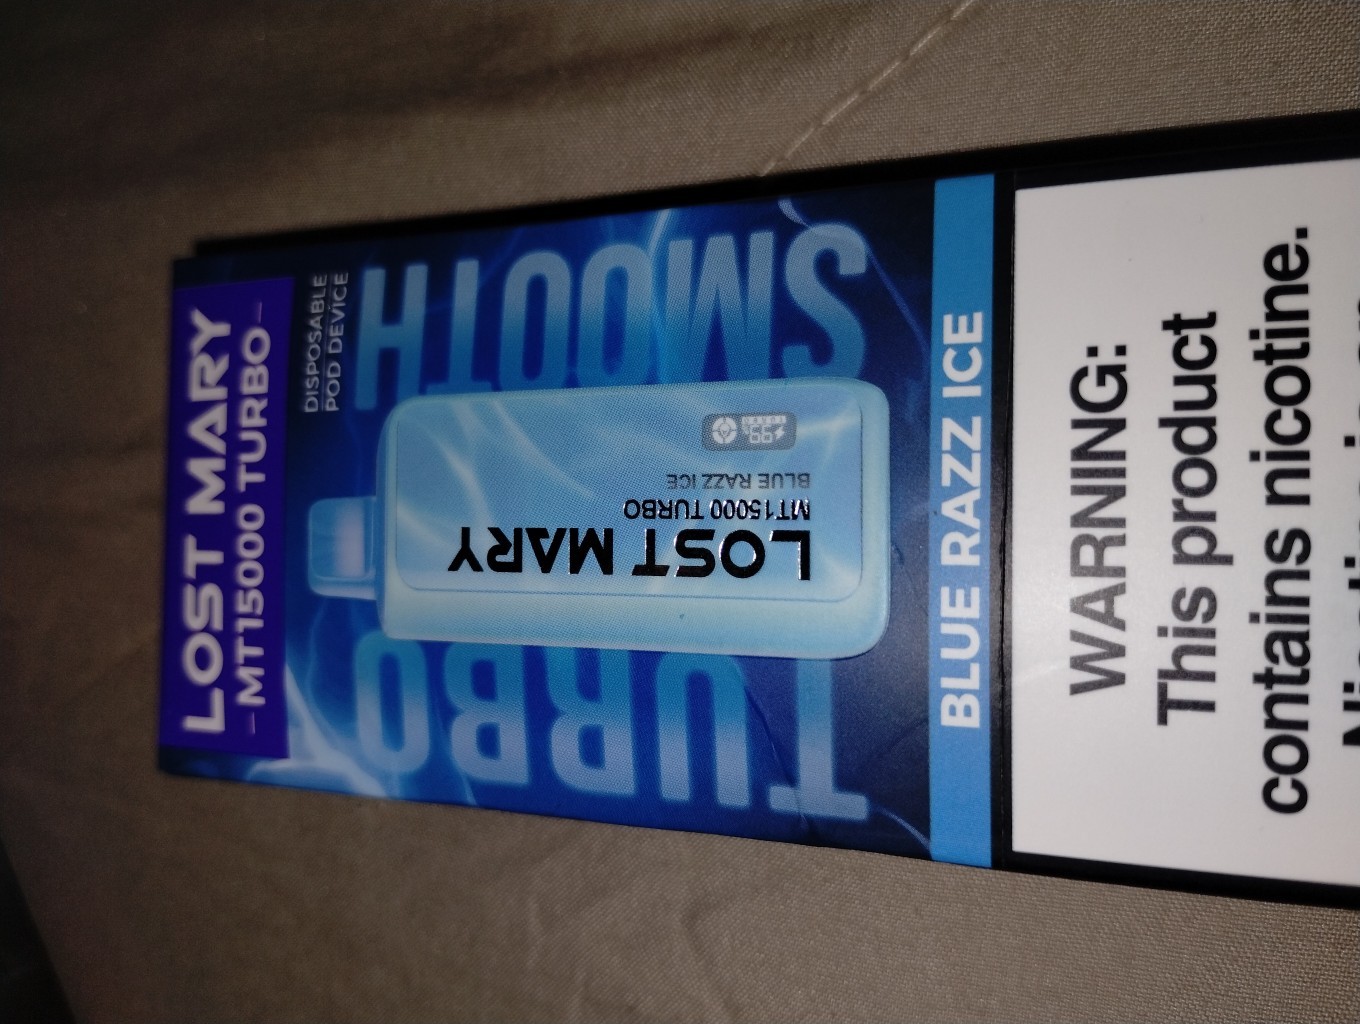 LOST MARY
MT15000 TURBO
DISPOSABLE
POD DEVICE
TURBO
SMOOTH
LOST MARY
MT15000 TURBO
BLUE RAZZ ICE
BLUE RAZZ ICE
WARNING:
This product
contains nicotine.